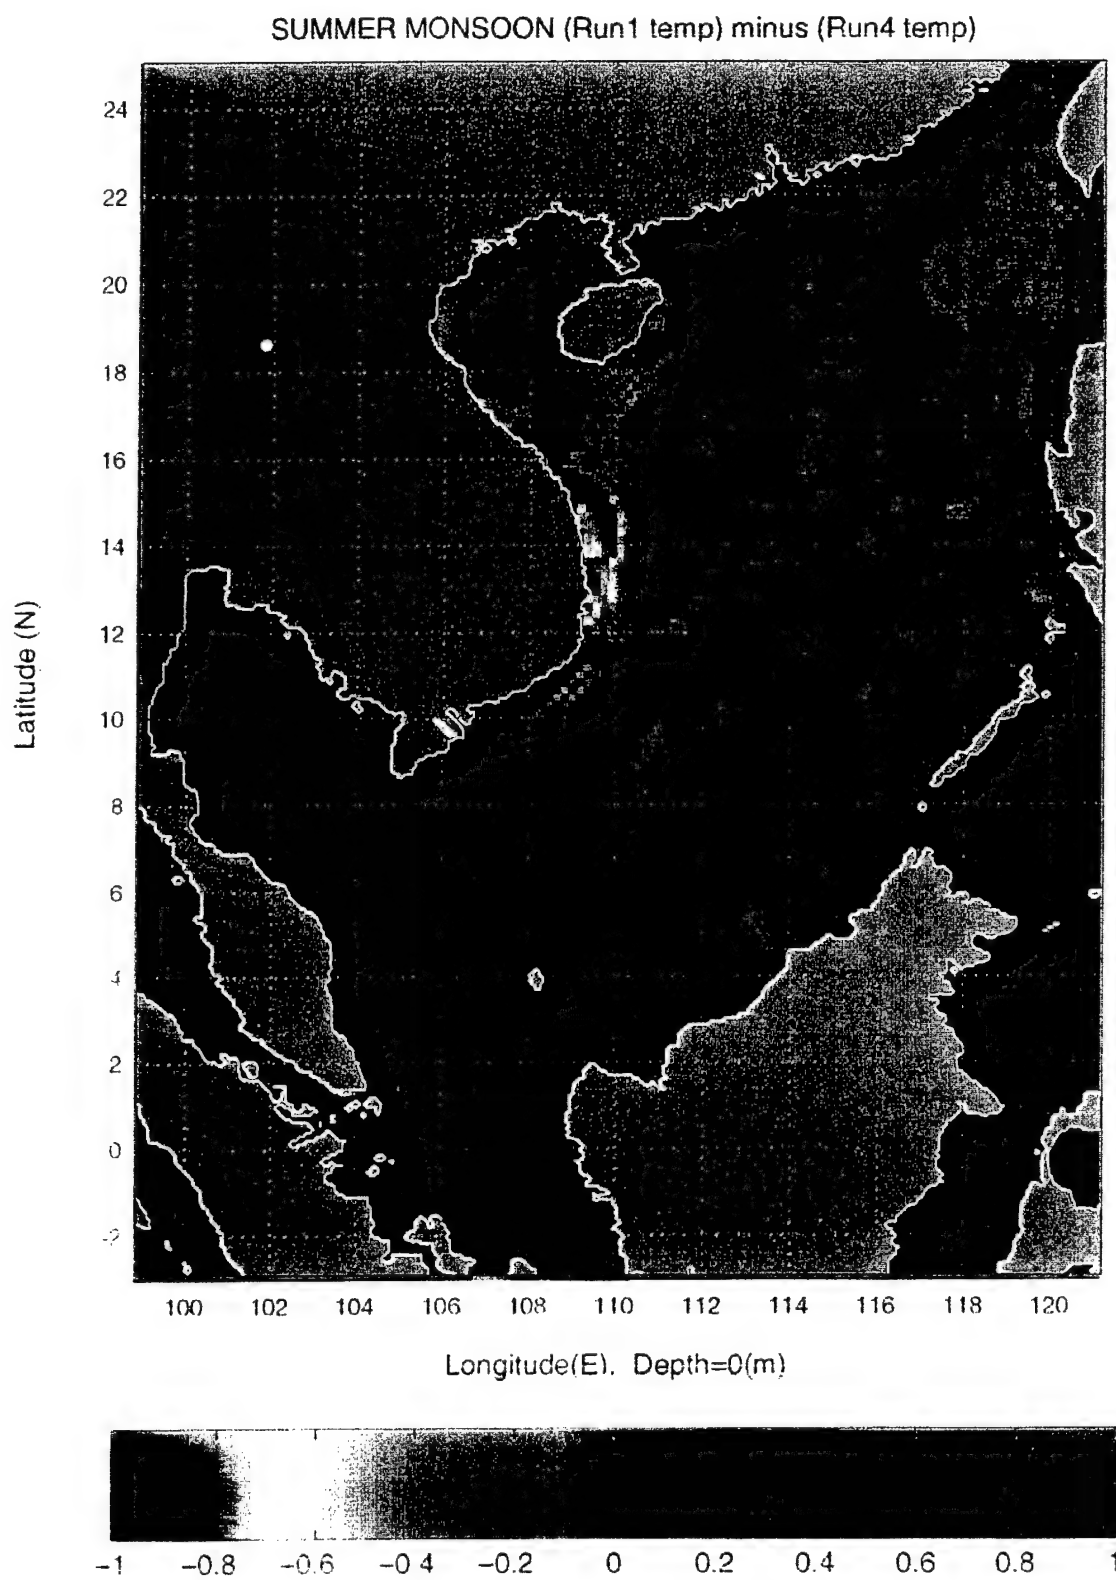 SUMMER MONSOON (Run1 temp) minus (Run4 temp)
24
22
20
18
16
14
12
10
8
6
4
2
0
-2
Latitude (N)
100 102 104 106 108 110 112 114 116 118 120
Longitude(E). Depth=0(m)
-1 -0.8 -0.6 -0 4 -0.2 0 0.2 0.4 0.6 0.8 1